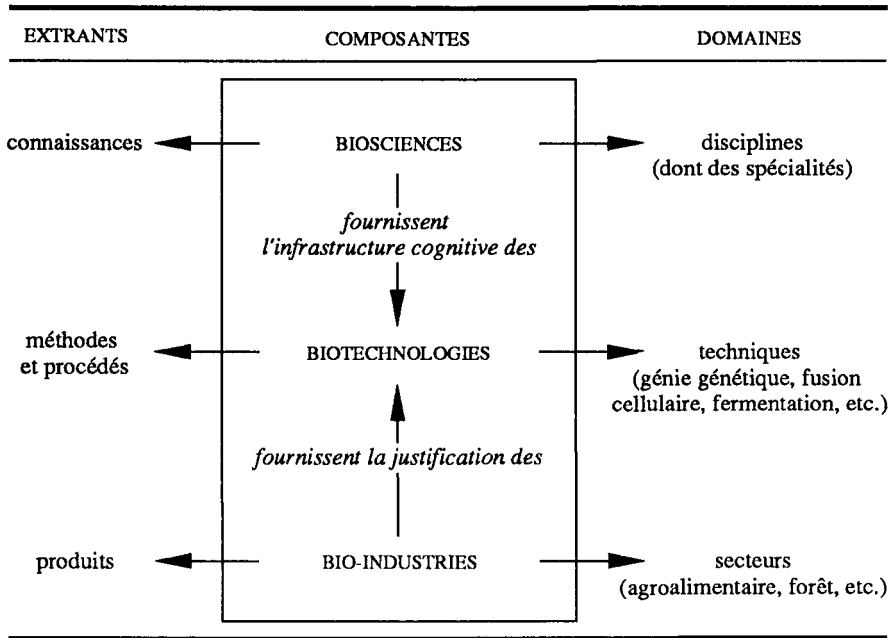 EXTRANTS COMPOSANTES DOMAINES
connaissances BIOSCIENCES disciplines
(dont des spécialités)
fournissent
l'infrastructure cognitive des
méthodes
et procédés
BIOTECHNOLOGIES
techniques
(génie génétique, fusion
cellulaire, fermentation, etc.)
fournissent la justification des
produits BIO-INDUSTRIES secteurs
(agroalimentaire, forêt, etc.)